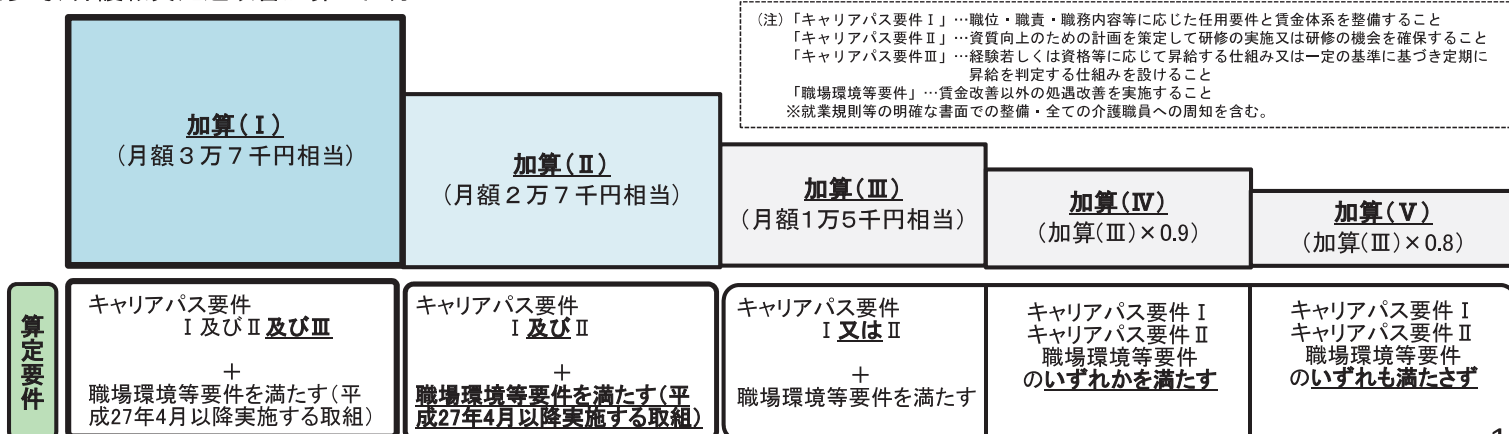 (注)「キャリアパス要件Ⅰ」…職位・職責・職務内容等に応じた任用要件と賃金体系を整備すること
「キャリアパス要件Ⅱ」…資質向上のための計画を策定して研修の実施又は研修の機会を確保すること
「キャリアパス要件Ⅲ」…経験若しくは資格等に応じて昇給する仕組み又は一定の基準に基づき定期に
昇給を判定する仕組みを設けること
「職場環境等要件」…賃金改善以外の処遇改善を実施すること
※就業規則等の明確な書面での整備・全ての介護職員への周知を含む。
加算(Ⅰ)
(月額3万7千円相当)
加算(Ⅱ)
(月額2万7千円相当)
加算(Ⅲ)
(月額1万5千円相当)
加算(Ⅳ)
(加算(Ⅲ)×0.9)
加算(Ⅴ)
(加算(Ⅲ)×0.8)
算定要件
キャリアパス要件
Ⅰ及びⅡ及びⅢ
+
職場環境等要件を満たす(平
成27年4月以降実施する取組)
キャリアパス要件
Ⅰ及びⅡ
+
職場環境等要件を満たす(平
成27年4月以降実施する取組)
キャリアパス要件
Ⅰ又はⅡ
+
職場環境等要件を満たす
キャリアパス要件Ⅰ
キャリアパス要件Ⅱ
職場環境等要件
のいずれかを満たす
キャリアパス要件Ⅰ
キャリアパス要件Ⅱ
職場環境等要件
のいずれも満たさず